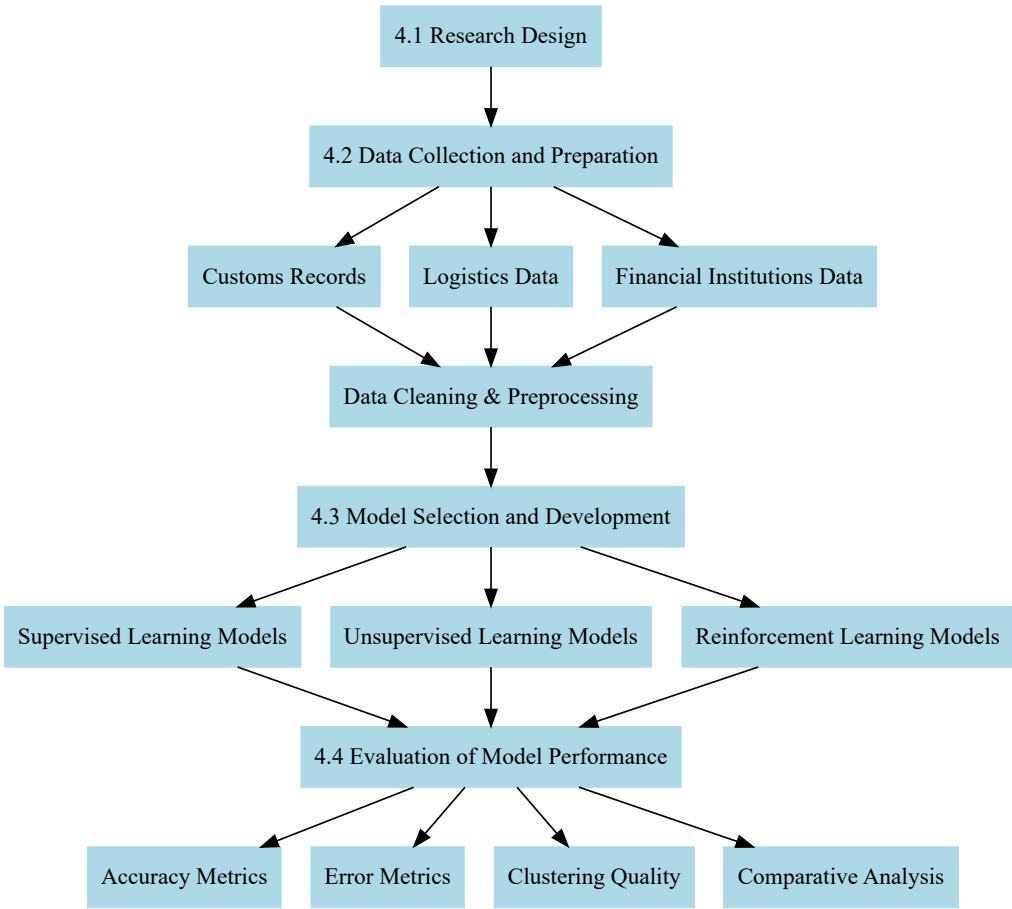 4.1 Research Design
4.2 Data Collection and Preparation
Customs Records
Logistics Data
Financial Institutions Data
Data Cleaning & Preprocessing
4.3 Model Selection and Development
Supervised Learning Models
Unsupervised Learning Models
Reinforcement Learning Models
4.4 Evaluation of Model Performance
Accuracy Metrics
Error Metrics
Clustering Quality
Comparative Analysis